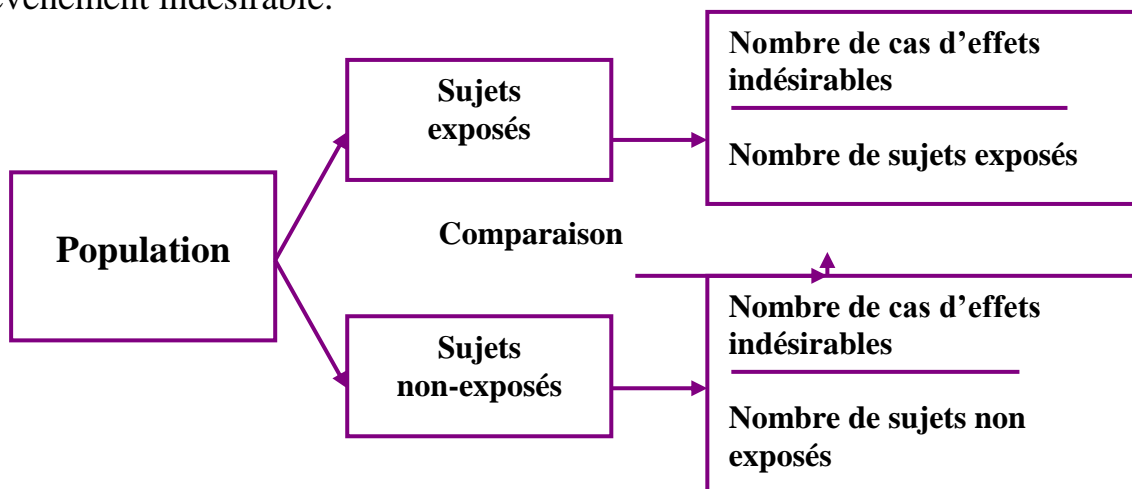 évènement indésirable.
Nombre de cas d’effets
indésirables
Nombre de sujets exposés
Sujets
exposés
Population
Comparaison
Sujets
non-exposés
Nombre de cas d’effets
indésirables
Nombre de sujets non
exposés